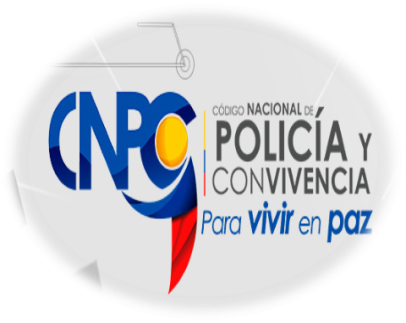 CNPC
CÓDIGO NACIONAL DE
POLICÍA Y
CONVIVENCIA
Para vivir en paz